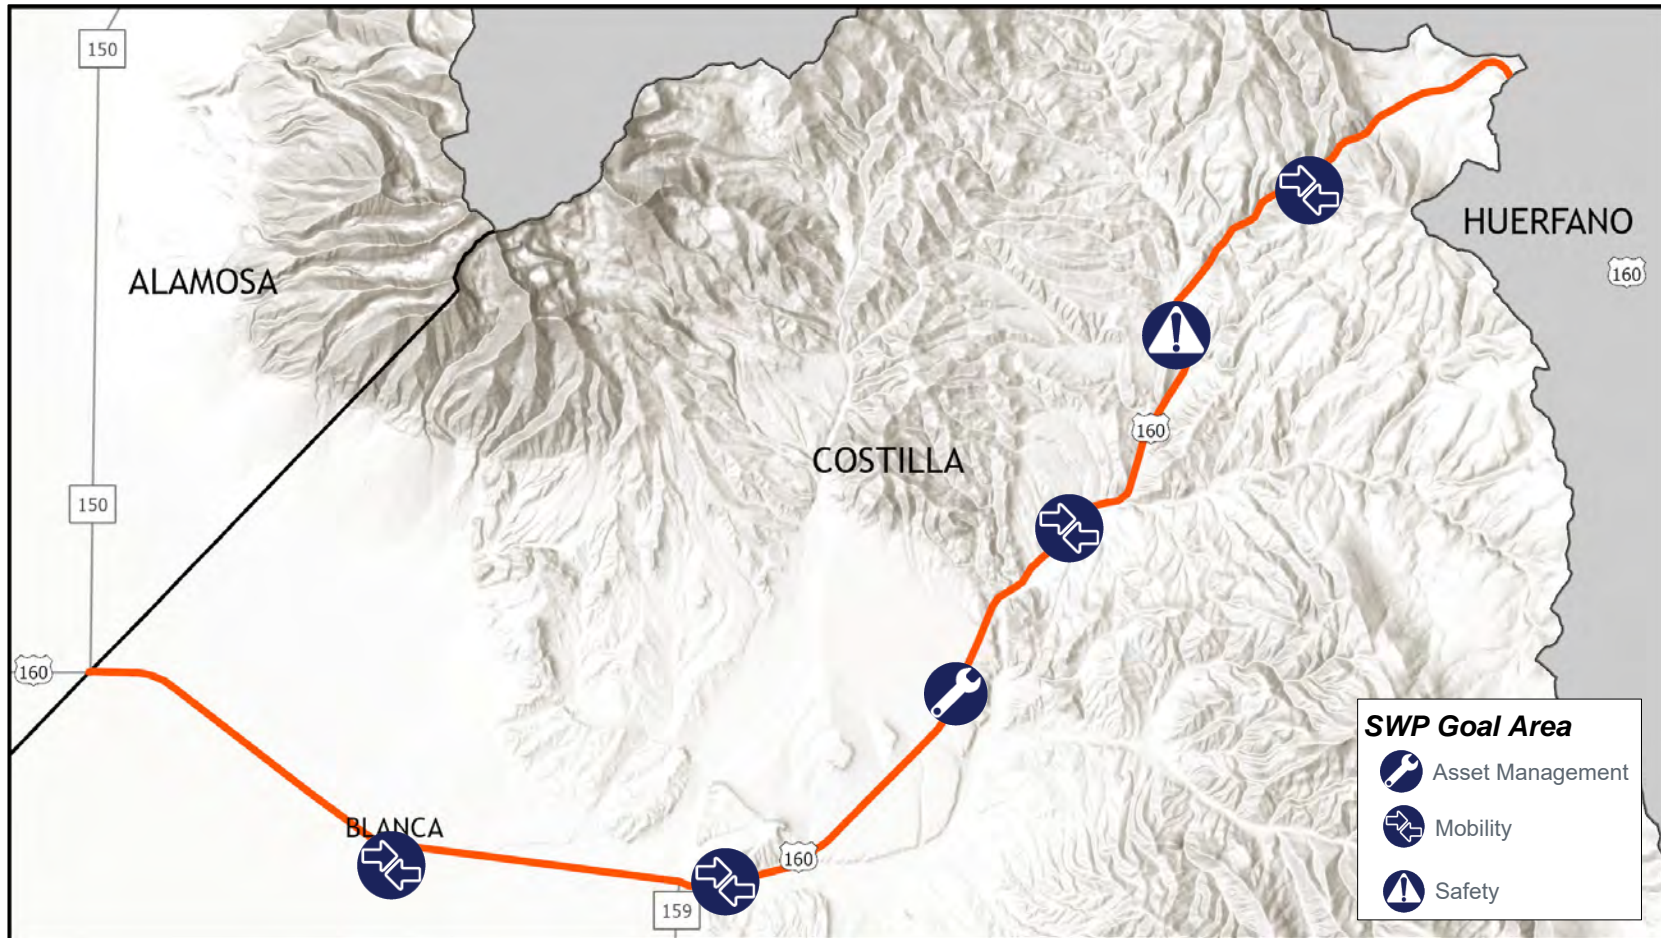 150
HUERFANO
160
ALAMOSA
160
COSTILLA
150
160
BLANCA
160
159
SWP Goal Area
Asset Management
Mobility
Safety